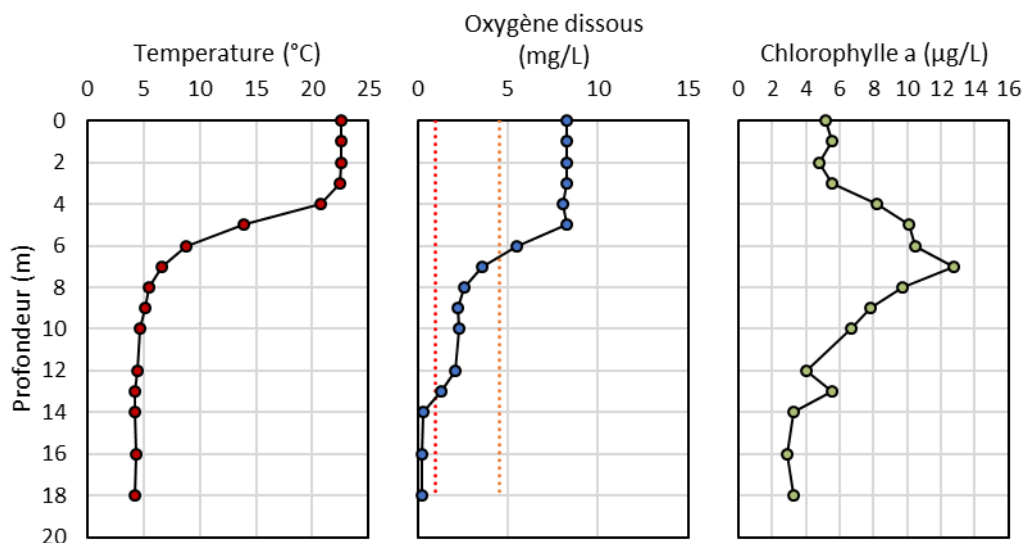 Temperature (°C)
0 5 10 15 20 25
Oxygène dissous
(mg/L)
0 5 10 15
Chlorophylle a (µg/L)
0 2 4 6 8 10 12 14 16
Profondeur (m)
0
2
4
6
8
10
12
14
16
18
20